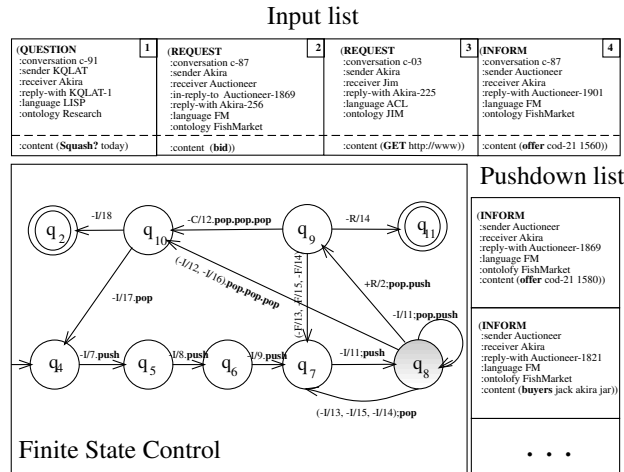 Input list
(QUESTION 1
:conversation c-91
:sender KQLAT
:receiver Akira
:reply-with KQLAT-1
:language LISP
:ontology Research
:content (Squash? today)
(REQUEST 2
:conversation c-87
:sender Akira
:receiver Auctioneer
:in-reply-to Auctioneer-1869
:reply-with Akira-256
:language FM
:ontology FishMarket
:content (bid))
(REQUEST 3
:conversation c-03
:sender Akira
:receiver Jim
:reply-with Akira-225
:language ACL
:ontology JIM
:content (GET http://www))
(INFORM 4
:conversation c-87
:sender Auctioneer
:receiver Akira
:reply-with Auctioneer-1901
:language FM
:ontology FishMarket
:content (offer cod-21 1560))
Pushdown list
(INFORM
:sender Auctioneer
:receiver Akira
:reply-with Auctioneer-1869
:language FM
:ontolofy FishMarket
:content (offer cod-21 1580))
(INFORM
:sender Auctioneer
:receiver Akira
:reply-with Auctioneer-1821
:language FM
:ontolofy FishMarket
:content (buyers jack akira jar))
. . .
q2
-I/18
q10
-C/12.pop.pop.pop
q9
-R/14
q11
(-I/12, -I/16).pop.pop.pop
(-F/13, -F/15, -F/14)
+R/2;pop.push
-I/17.pop
-I/11;pop.push
q4
-I/7.push
q5
-I/8.push
q6
-I/9.push
q7
-I/11;push
q8
(-I/13, -I/15, -I/14);pop
Finite State Control